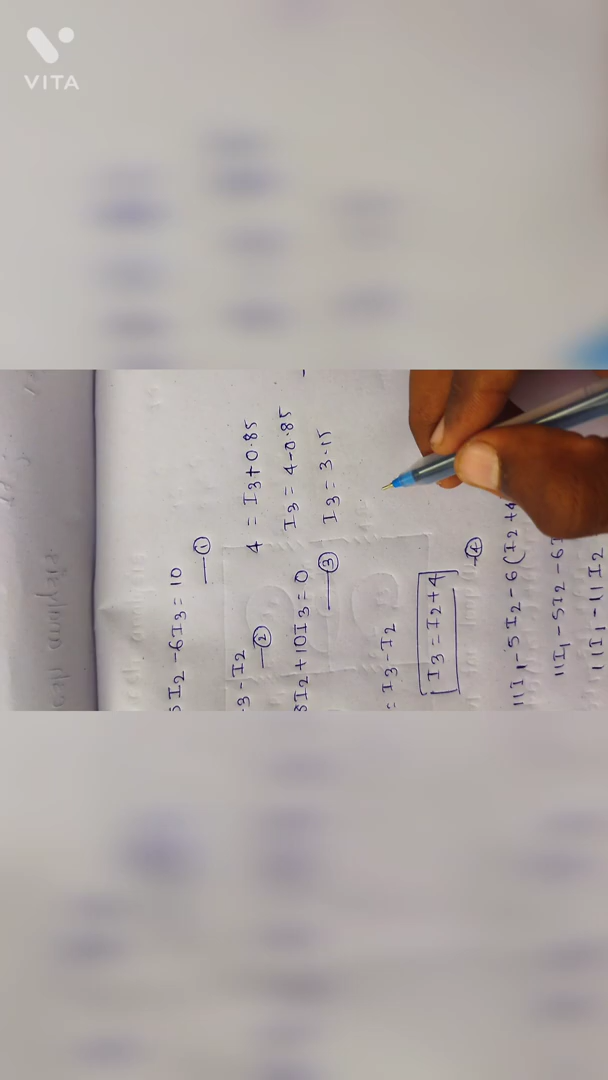 VITA
5I2 - 6I3 = 10
①
3 - I2
②
3I2 + 10I3 = 0
③
= I3 - I2
I3 = I2 + 4
④
11I1 - 5I2 - 6(I2 + 4
11I1 - 5I2 - 6I
11I1 - 11I2
4 = I3 + 0.85
I3 = 4 - 0.85
I3 = 3.15